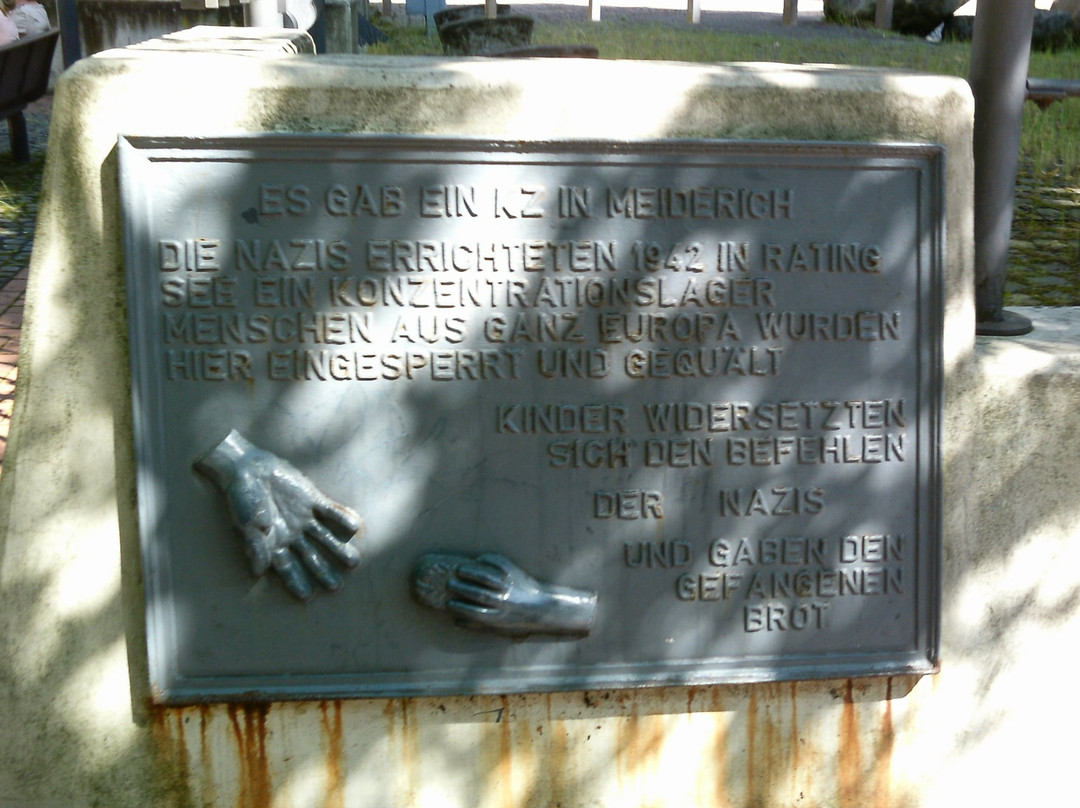 ES GAB EIN KZ IN MEIDERICH
DIE NAZIS ERRICHTETEN 1942 IN RATING
SEE EIN KONZENTRATIONSLAGER
MENSCHEN AUS GANZ EUROPA WURDEN
HIER EINGESPERRT UND GEQUÄLT
KINDER WIDERSETZTEN
SICH DEN BEFEHLEN
DER NAZIS
UND GABEN DEN
GEFANGENEN
BROT